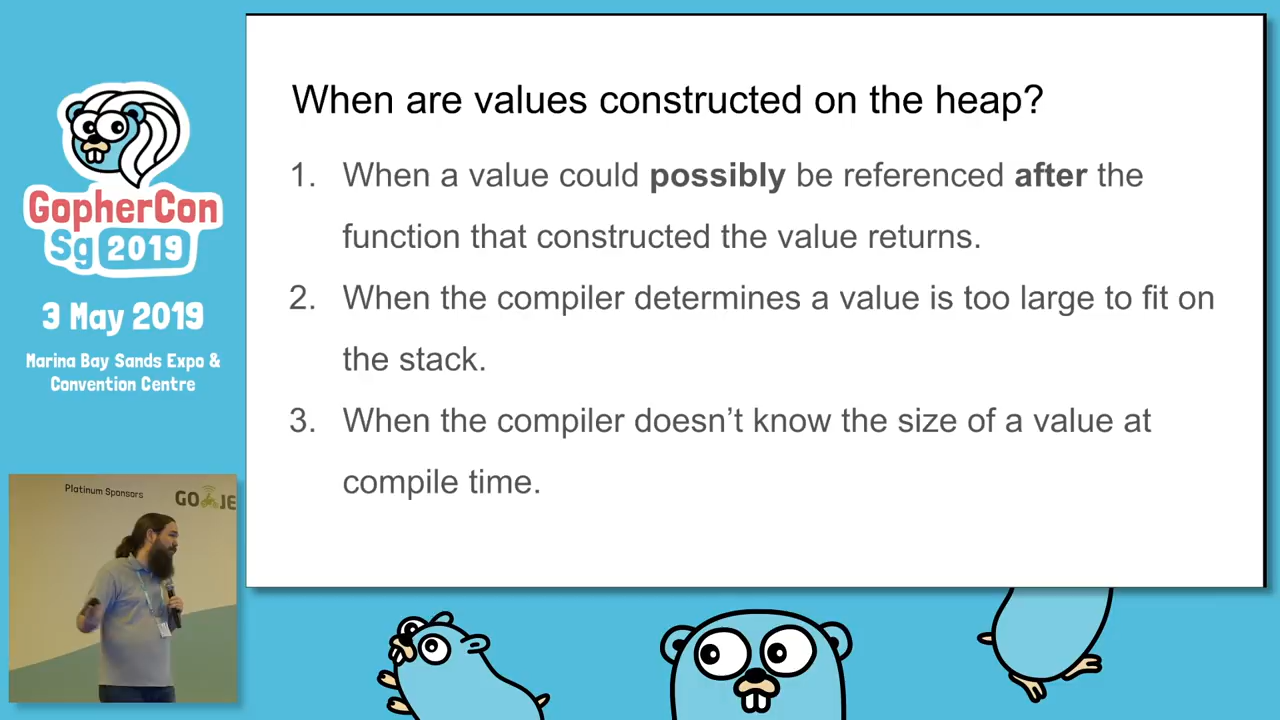 GopherCon
Sg 2019
3 May 2019
Marina Bay Sands Expo &
Convention Centre
When are values constructed on the heap?
1. When a value could possibly be referenced after the
function that constructed the value returns.
2. When the compiler determines a value is too large to fit on
the stack.
3. When the compiler doesn’t know the size of a value at
compile time.
Platinum Sponsors
GO JE